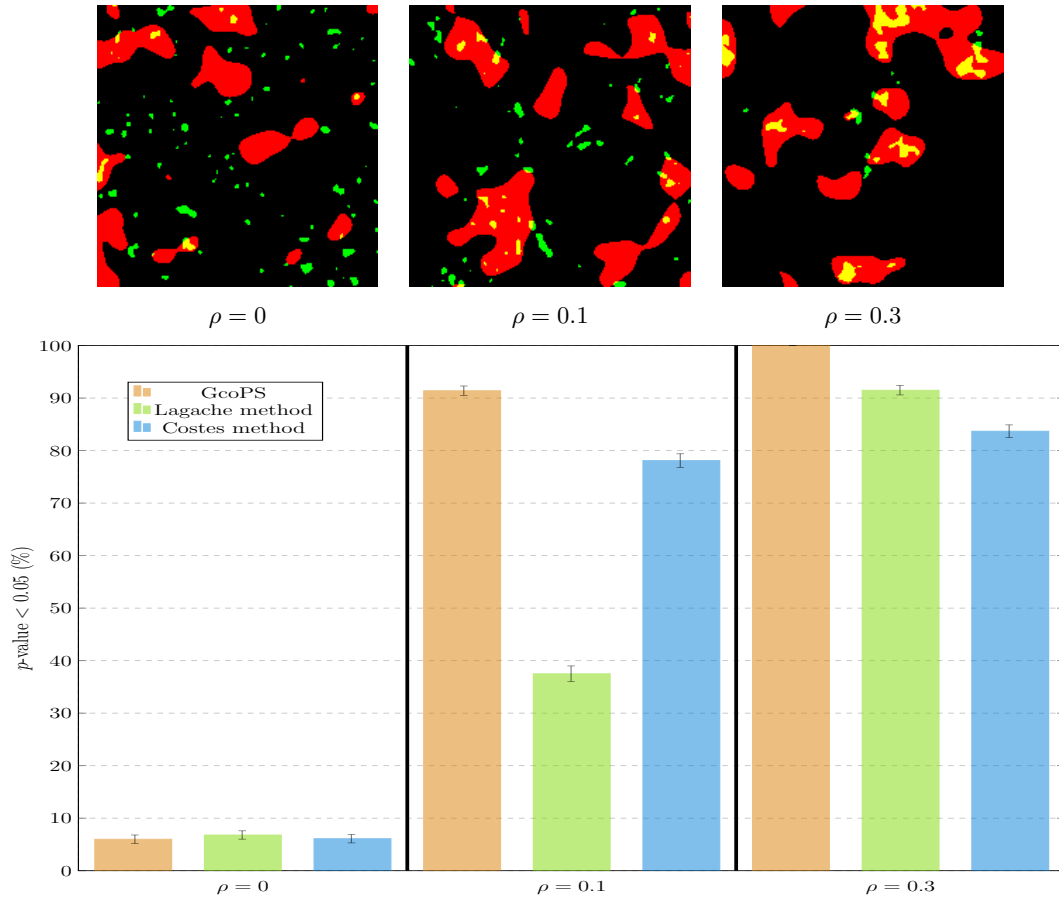 ρ = 0
ρ = 0.1
ρ = 0.3
100
90
80
70
60
50
40
30
20
10
0
p-value < 0.05 (%)
GcoPS
Lagache method
Costes method
ρ = 0
ρ = 0.1
ρ = 0.3